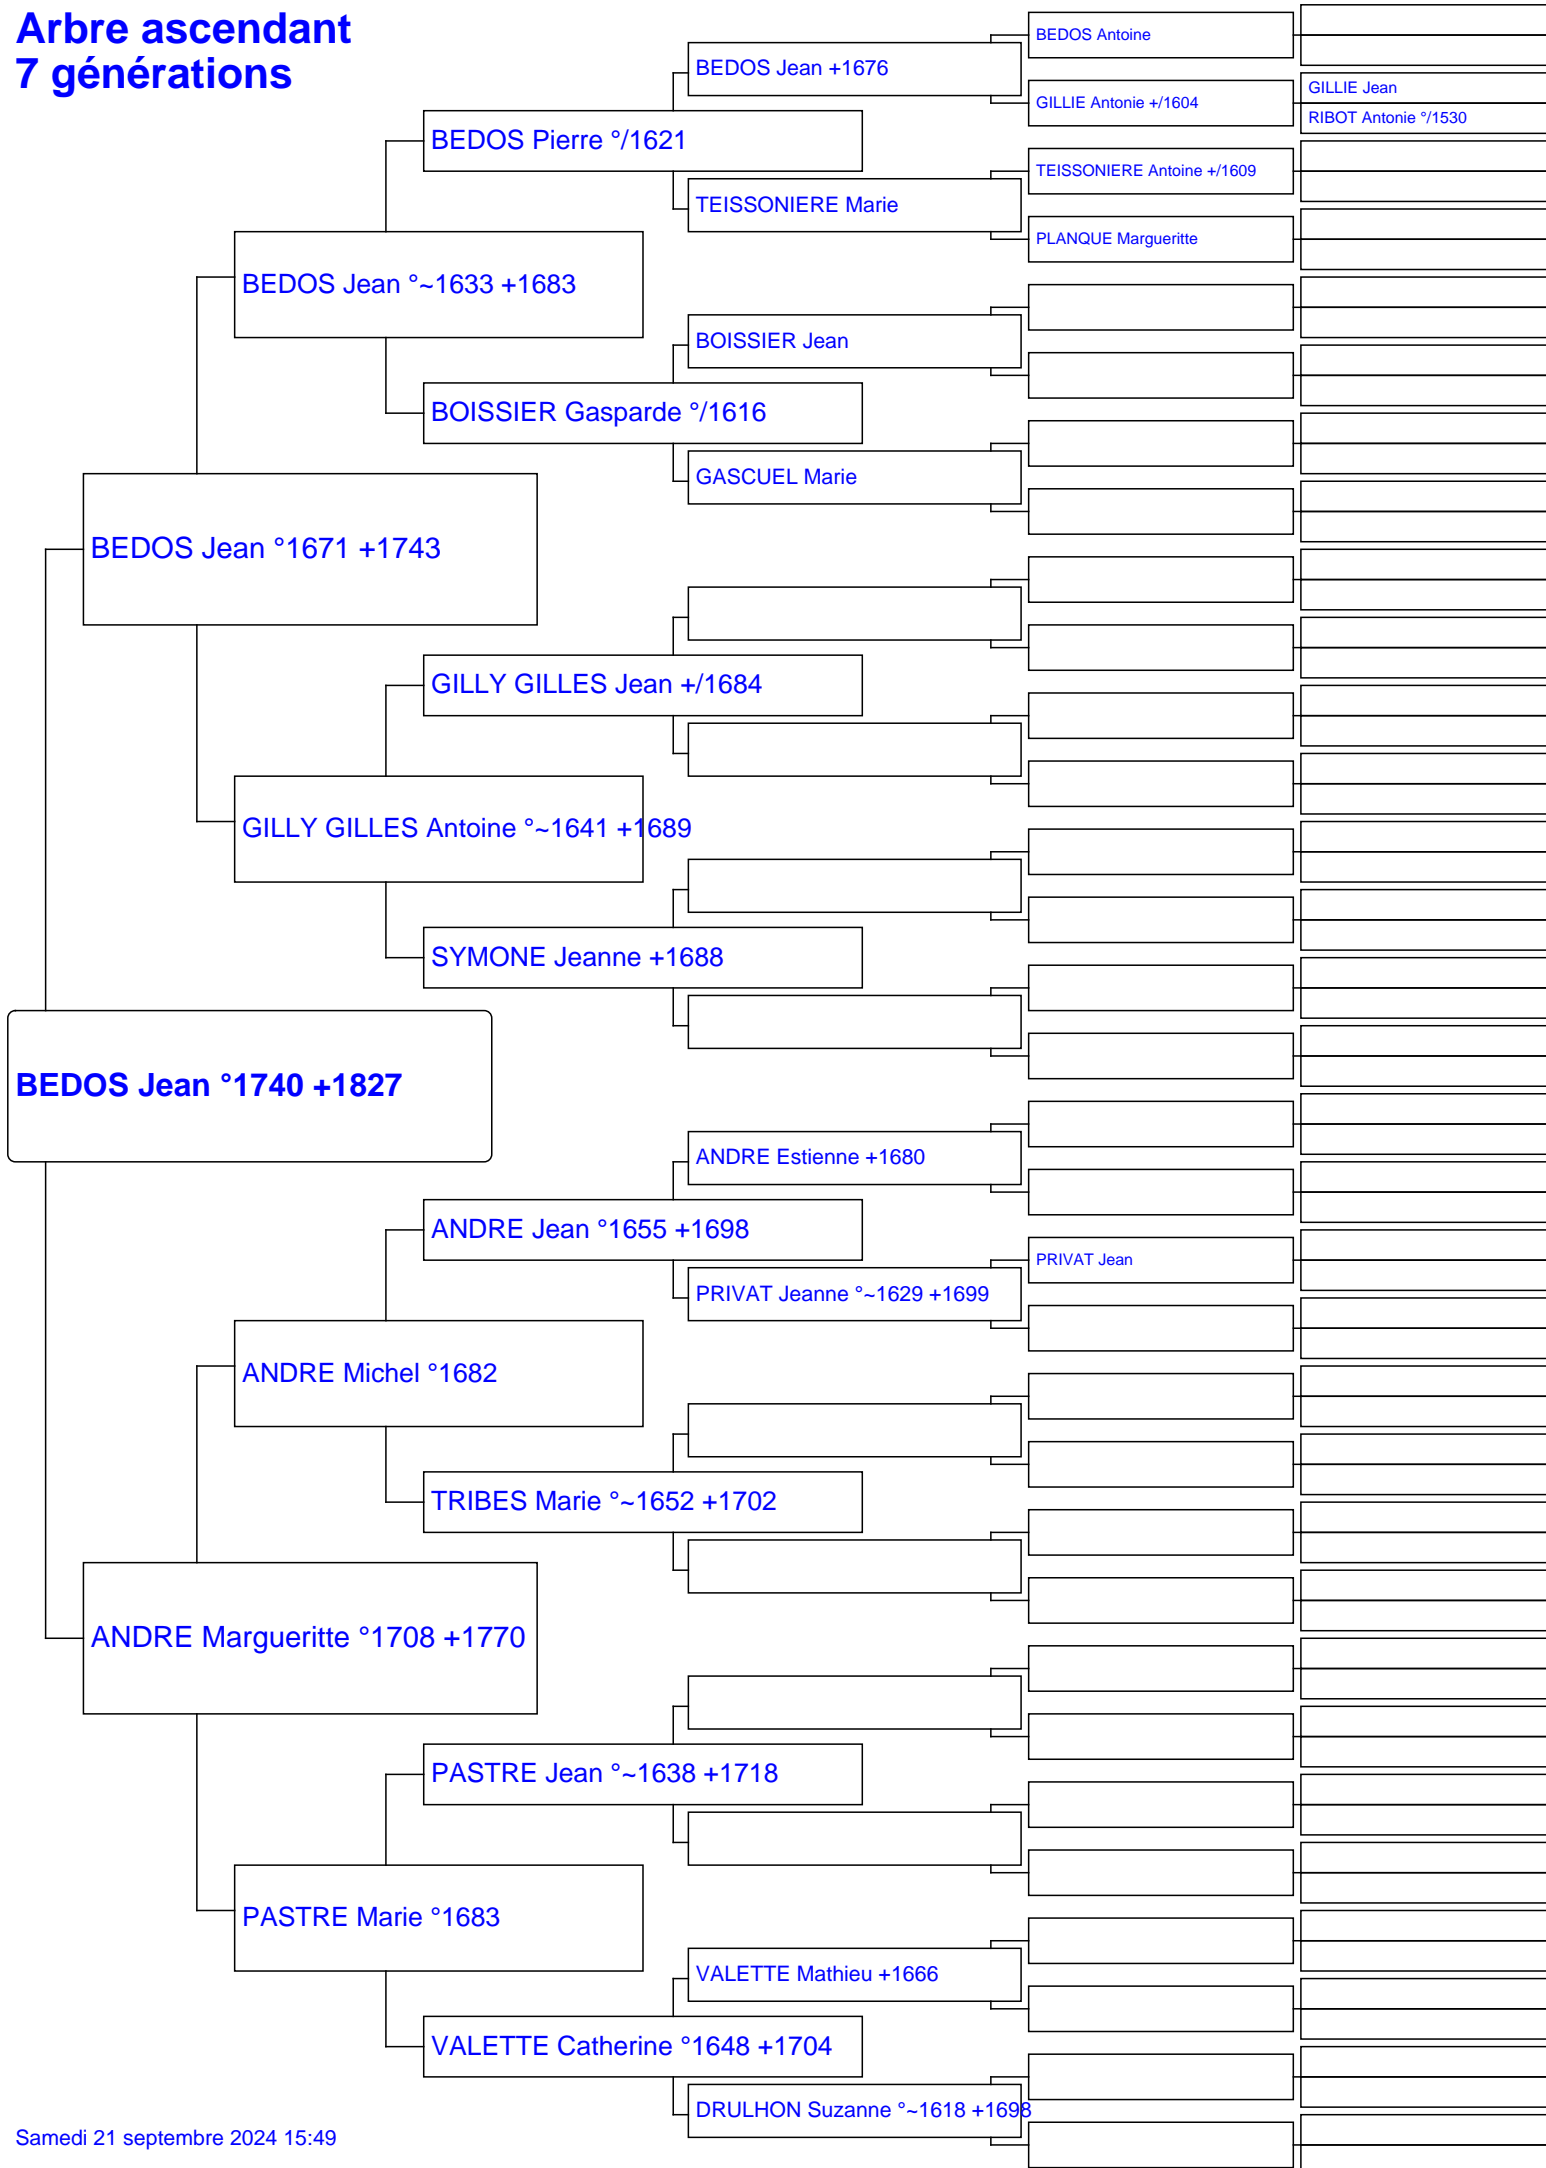 Arbre ascendant
7 générations
BEDOS Antoine
BEDOS Jean +1676
GILLIE Jean
GILLIE Antonie +/1604
RIBOT Antonie °/1530
BEDOS Pierre °/1621
TEISSONIERE Antoine +/1609
TEISSONIERE Marie
PLANQUE Margueritte
BEDOS Jean °~1633 +1683
BOISSIER Jean
BOISSIER Gasparde °/1616
GASCUEL Marie
BEDOS Jean °1671 +1743
GILLY GILLES Jean +/1684
GILLY GILLES Antoine °~1641 +1689
SYMONE Jeanne +1688
BEDOS Jean °1740 +1827
ANDRE Estienne +1680
ANDRE Jean °1655 +1698
PRIVAT Jean
PRIVAT Jeanne °~1629 +1699
ANDRE Michel °1682
TRIBES Marie °~1652 +1702
ANDRE Margueritte °1708 +1770
PASTRE Jean °~1638 +1718
PASTRE Marie °1683
VALETTE Mathieu +1666
VALETTE Catherine °1648 +1704
DRULHON Suzanne °~1618 +1698
Samedi 21 septembre 2024 15:49